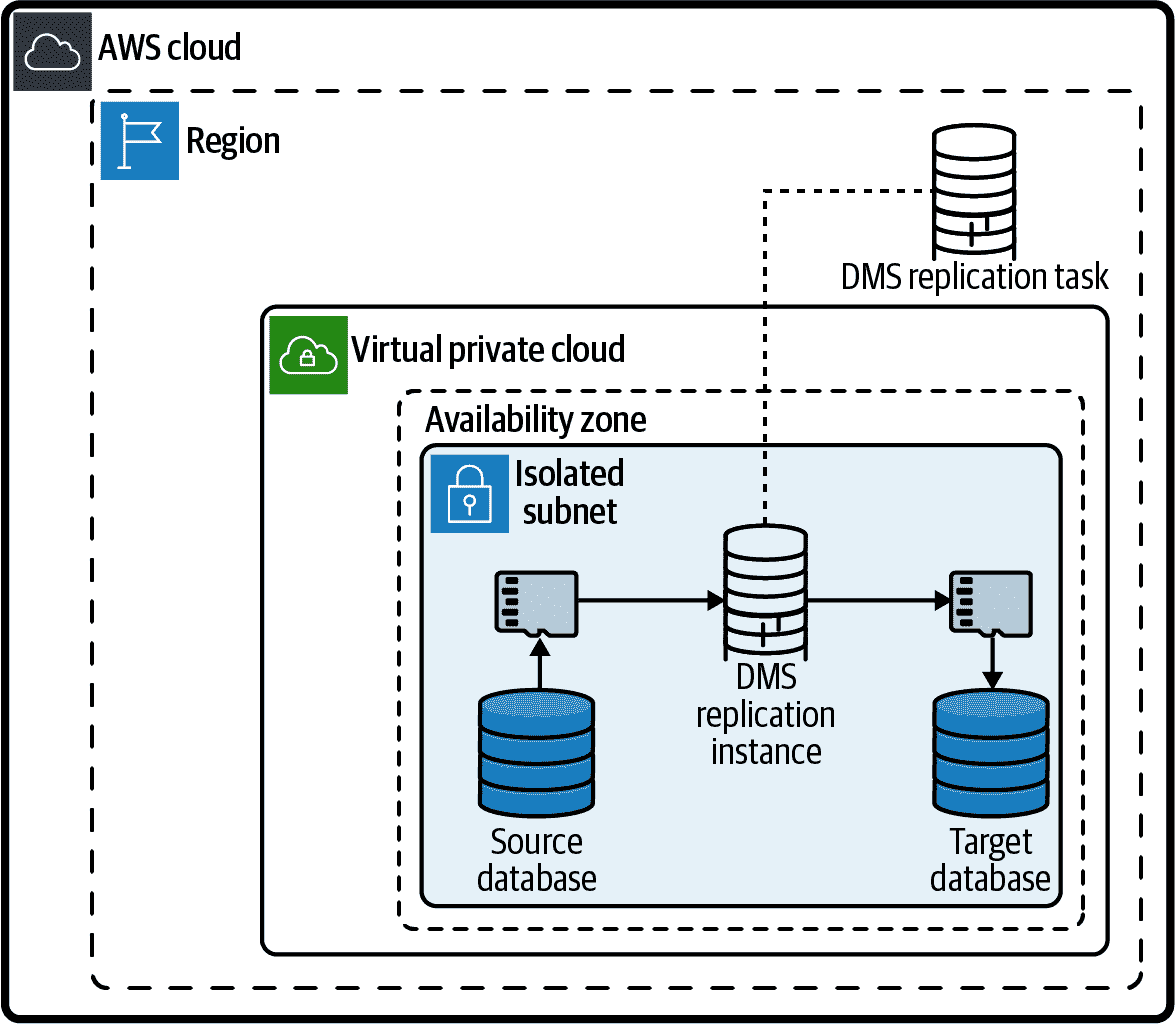 AWS cloud
Region
DMS replication task
Virtual private cloud
Availability zone
Isolated
subnet
DMS
replication
instance
Source
database
Target
database